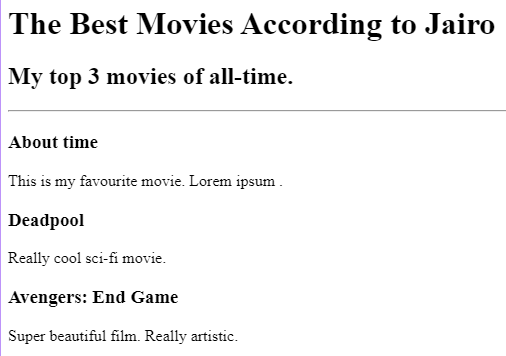 The Best Movies According to Jairo
My top 3 movies of all-time.
About time
This is my favourite movie. Lorem ipsum .
Deadpool
Really cool sci-fi movie.
Avengers: End Game
Super beautiful film. Really artistic.